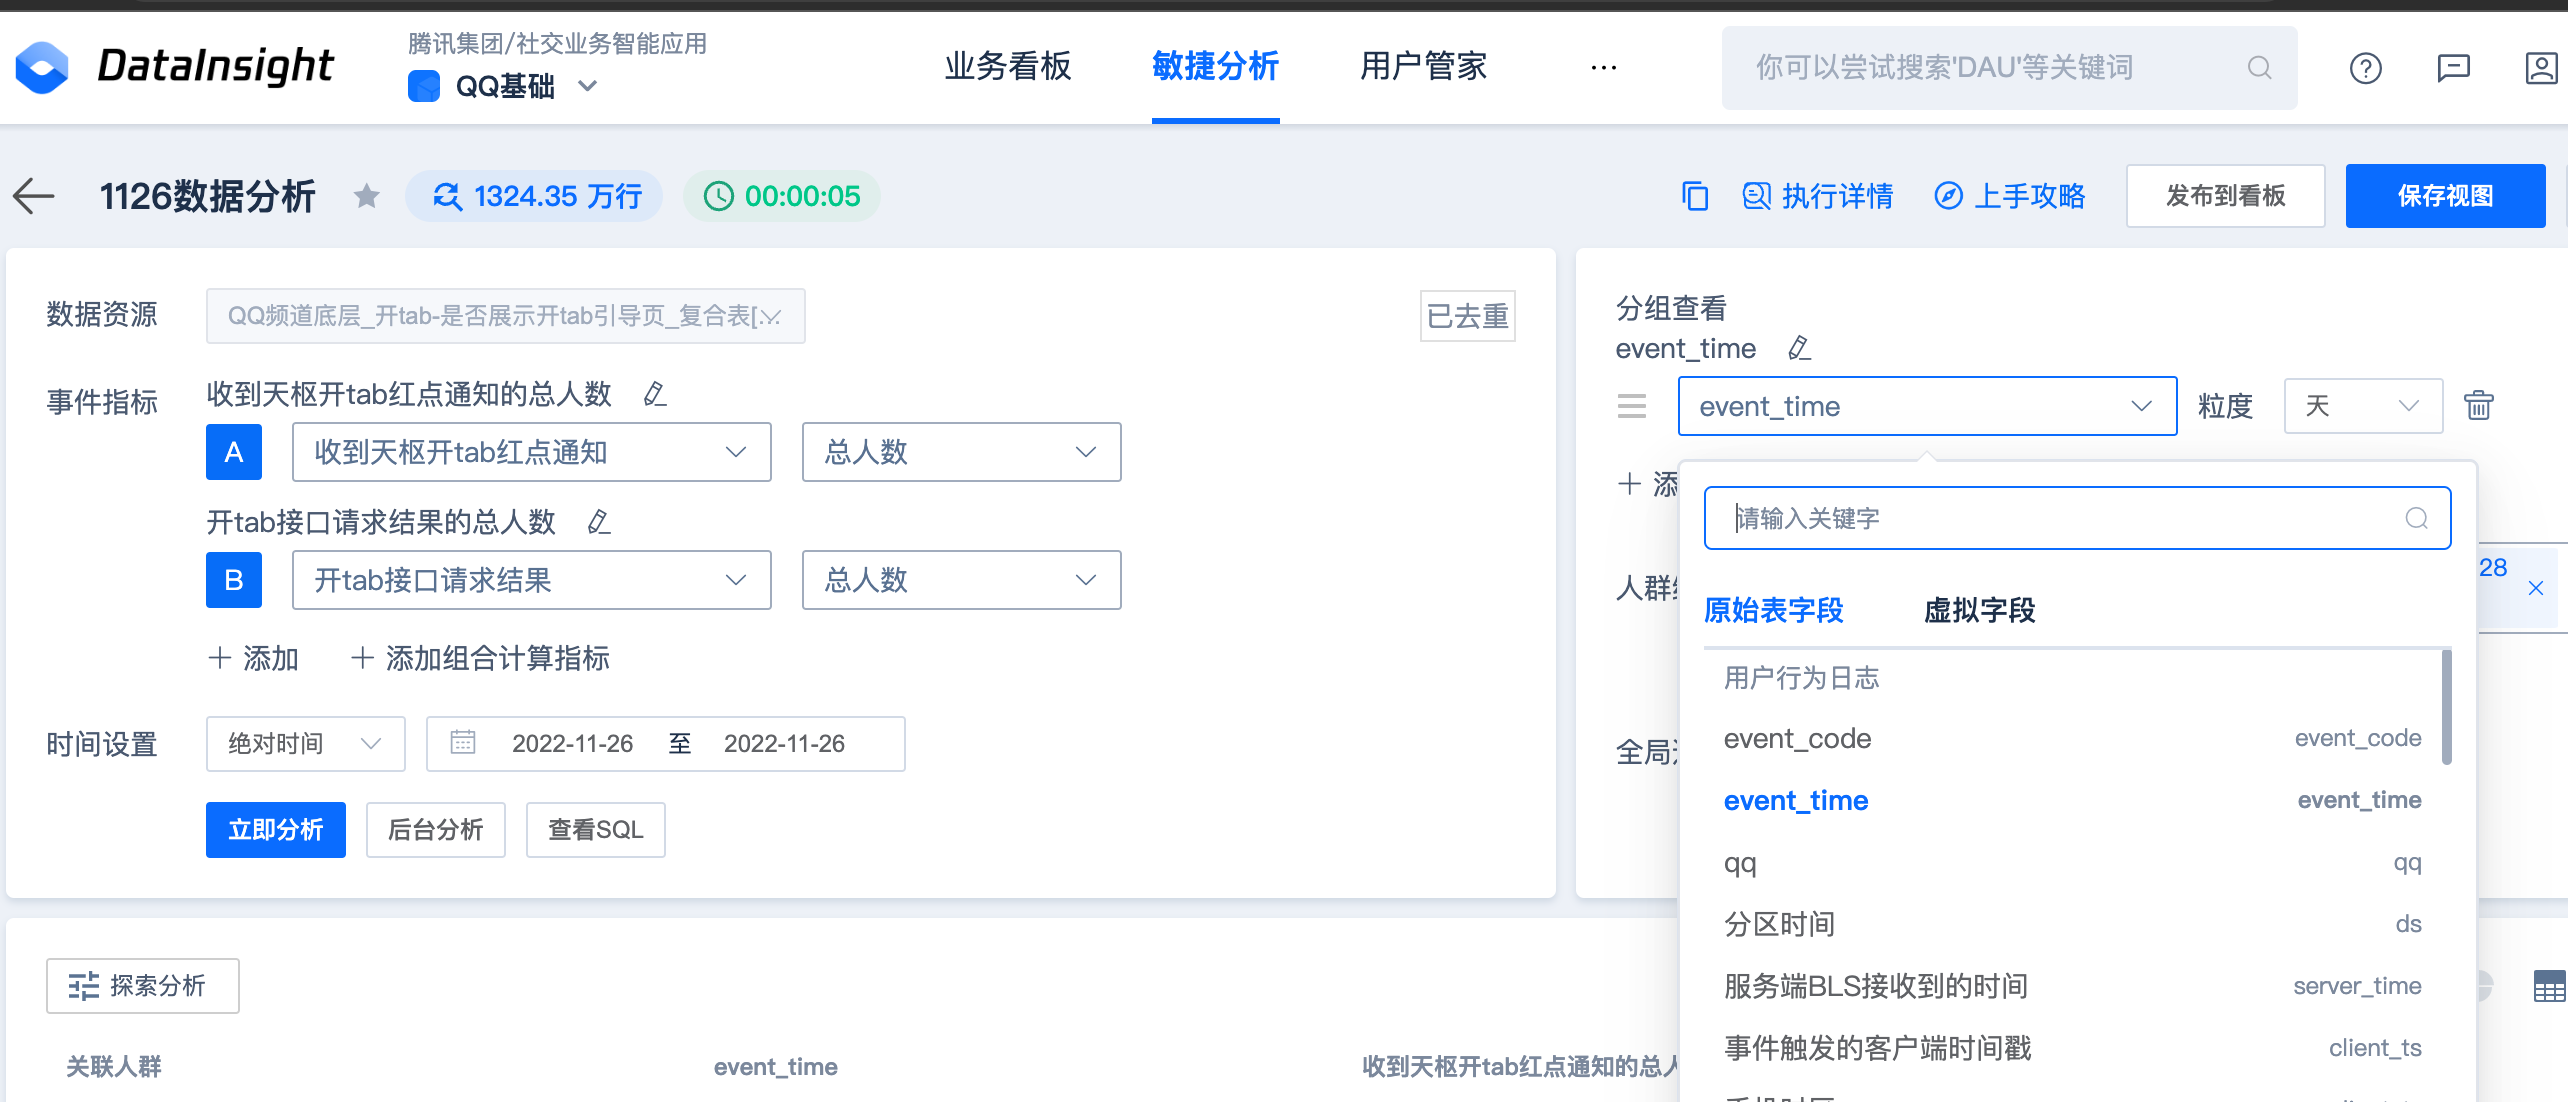 DataInsight
腾讯集团/社交业务智能应用
QQ基础
业务看板
敏捷分析
用户管家
...
你可以尝试搜索'DAU'等关键词
1126数据分析
1324.35 万行
00:00:05
执行详情
上手攻略
发布到看板
保存视图
数据资源
QQ频道底层_开tab-是否展示开tab引导页_复合表[...
已去重
事件指标
收到天枢开tab红点通知的总人数
A
收到天枢开tab红点通知
总人数
开tab接口请求结果的总人数
B
开tab接口请求结果
总人数
+ 添加
+ 添加组合计算指标
时间设置
绝对时间
2022-11-26 至 2022-11-26
立即分析
后台分析
查看SQL
分组查看
event_time
event_time
粒度
天
+ 添
人群
28
全局
请输入关键字
原始表字段
虚拟字段
用户行为日志
event_code event_code
event_time event_time
qq qq
分区时间 ds
服务端BLS接收到的时间 server_time
事件触发的客户端时间戳 client_ts
探索分析
关联人群
event_time
收到天枢开tab红点通知的总人